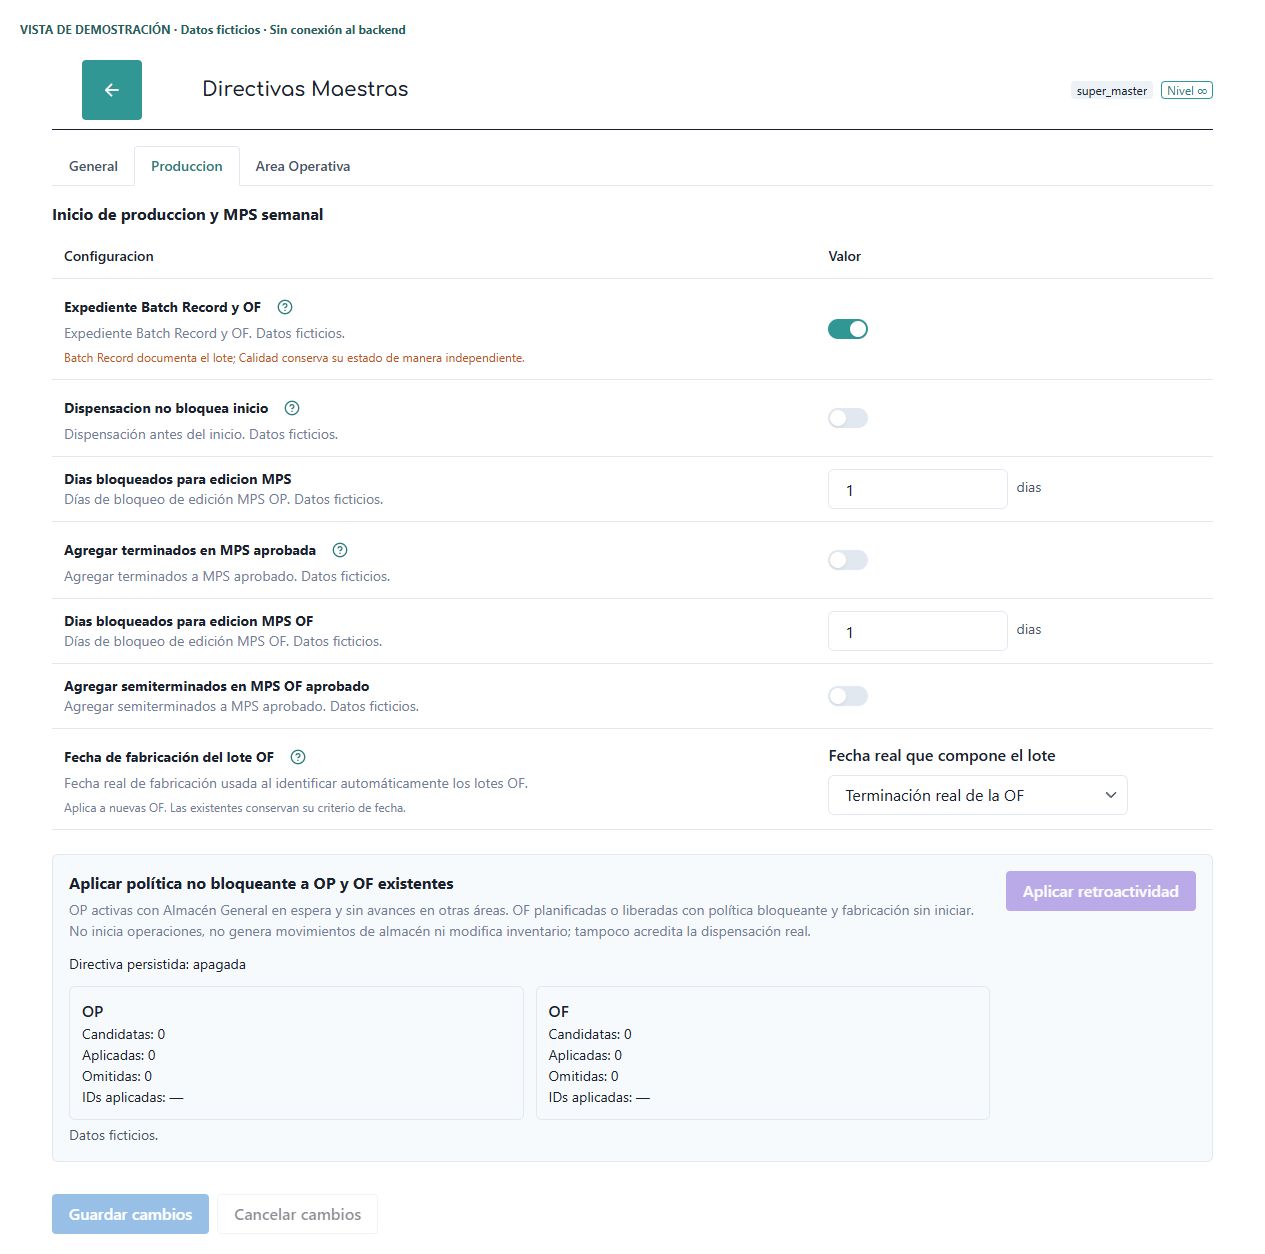 VISTA DE DEMOSTRACIÓN · Datos ficticios · Sin conexión al backend
Directivas Maestras
super_master
Nivel ∞
General
Produccion
Area Operativa
Inicio de produccion y MPS semanal
Configuracion
Valor
Expediente Batch Record y OF
Expediente Batch Record y OF. Datos ficticios.
Batch Record documenta el lote; Calidad conserva su estado de manera independiente.
Dispensacion no bloquea inicio
Dispensación antes del inicio. Datos ficticios.
Dias bloqueados para edicion MPS
Días de bloqueo de edición MPS OP. Datos ficticios.
1
dias
Agregar terminados en MPS aprobada
Agregar terminados a MPS aprobado. Datos ficticios.
Dias bloqueados para edicion MPS OF
Días de bloqueo de edición MPS OF. Datos ficticios.
1
dias
Agregar semiterminados en MPS OF aprobado
Agregar semiterminados a MPS aprobado. Datos ficticios.
Fecha de fabricación del lote OF
Fecha real de fabricación usada al identificar automáticamente los lotes OF.
Aplica a nuevas OF. Las existentes conservan su criterio de fecha.
Fecha real que compone el lote
Terminación real de la OF
Aplicar política no bloqueante a OP y OF existentes
OP activas con Almacén General en espera y sin avances en otras áreas. OF planificadas o liberadas con política bloqueante y fabricación sin iniciar.
No inicia operaciones, no genera movimientos de almacén ni modifica inventario; tampoco acredita la dispensación real.
Aplicar retroactividad
Directiva persistida: apagada
OP
Candidatas: 0
Aplicadas: 0
Omitidas: 0
IDs aplicadas: —
OF
Candidatas: 0
Aplicadas: 0
Omitidas: 0
IDs aplicadas: —
Datos ficticios.
Guardar cambios
Cancelar cambios